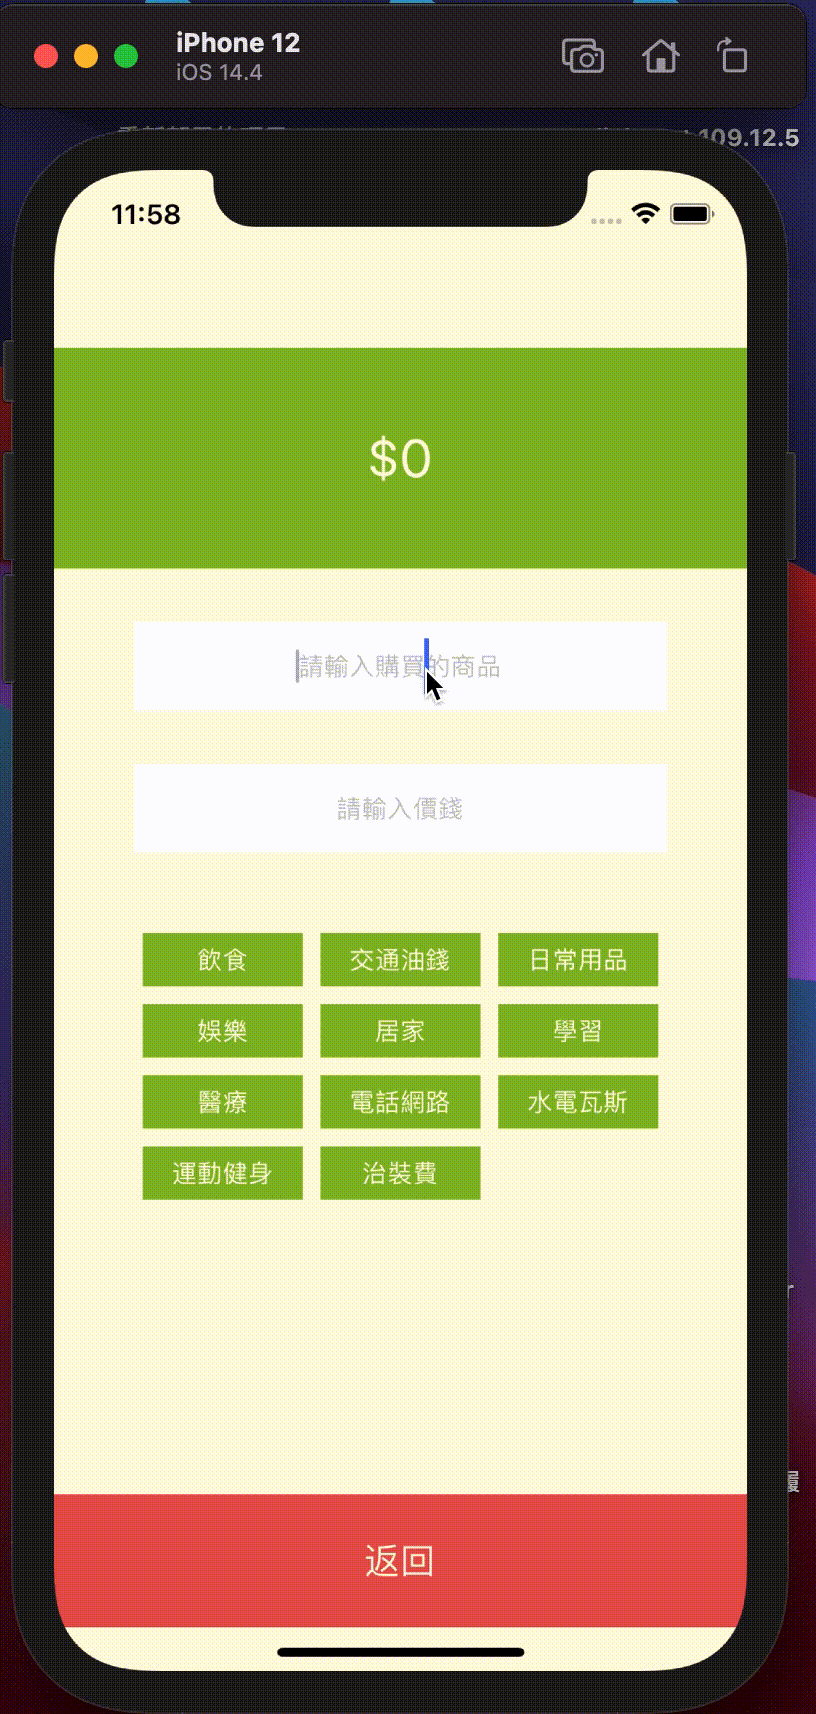 iPhone 12
iOS 14.4
109.12.5
11:58
$0
請輸入購買的商品
請輸入價錢
飲食 交通油錢 日常用品
娛樂 居家 學習
醫療 電話網路 水電瓦斯
運動健身 治裝費
返回